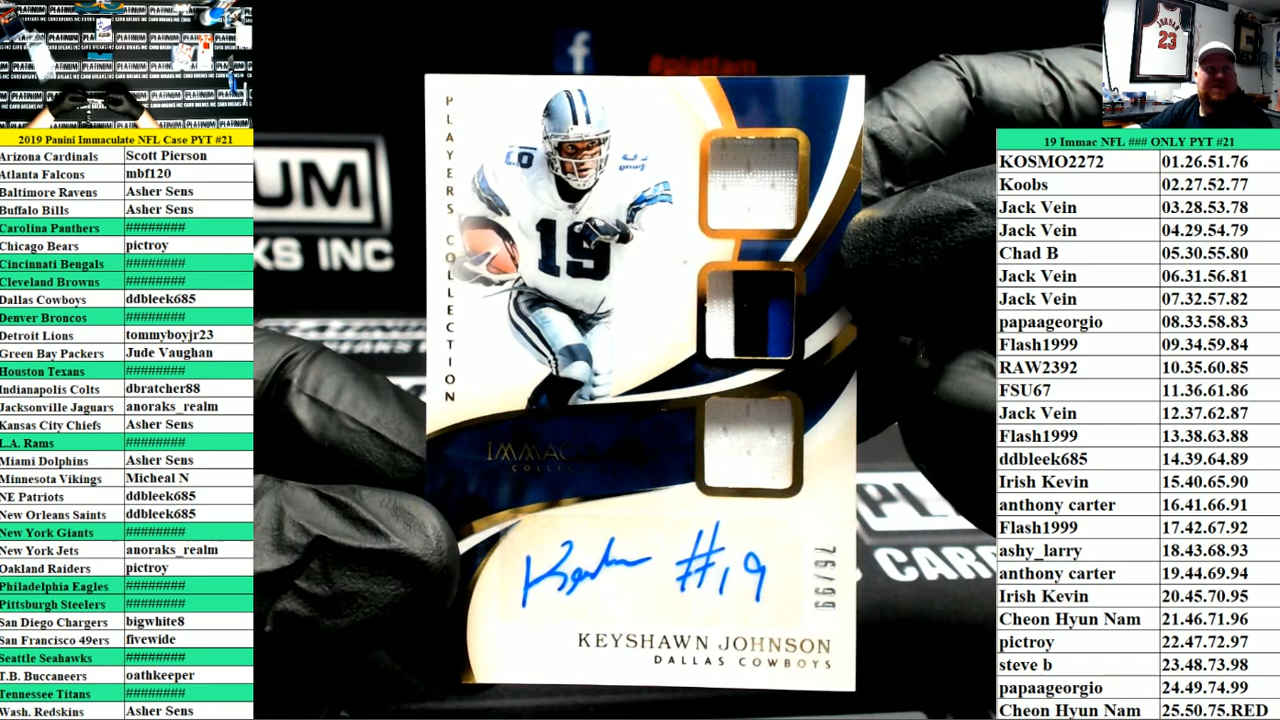 2019 Panini Immaculate NFL Case PYT #21
Arizona Cardinals Scott Pierson
Atlanta Falcons mbf120
Baltimore Ravens Asher Sens
Buffalo Bills Asher Sens
Carolina Panthers ########
Chicago Bears pictroy
Cincinnati Bengals ########
Cleveland Browns ########
Dallas Cowboys ddbleek685
Denver Broncos ########
Detroit Lions tommyboyjr23
Green Bay Packers Jude Vaughan
Houston Texans ########
Indianapolis Colts dbratcher88
Jacksonville Jaguars anoraks_realm
Kansas City Chiefs Asher Sens
L.A. Rams ########
Miami Dolphins Asher Sens
Minnesota Vikings Micheal N
NE Patriots ddbleek685
New Orleans Saints ddbleek685
New York Giants ########
New York Jets anoraks_realm
Oakland Raiders pictroy
Philadelphia Eagles ########
Pittsburgh Steelers ########
San Diego Chargers bigwhite8
San Francisco 49ers fivewide
Seattle Seahawks ########
T.B. Buccaneers oathkeeper
Tennessee Titans ########
Wash. Redskins Asher Sens
PLAYERS COLLECTION
19
19
IMMAC
COLLEC
#19
76/99
KEYSHAWN JOHNSON
DALLAS COWBOYS
UM
KS INC
PL
CARD
JORDAN
23
19 Immac NFL ### ONLY PYT #21
KOSMO2272 01.26.51.76
Koobs 02.27.52.77
Jack Vein 03.28.53.78
Jack Vein 04.29.54.79
Chad B 05.30.55.80
Jack Vein 06.31.56.81
Jack Vein 07.32.57.82
papaageorgio 08.33.58.83
Flash1999 09.34.59.84
RAW2392 10.35.60.85
FSU67 11.36.61.86
Jack Vein 12.37.62.87
Flash1999 13.38.63.88
ddbleek685 14.39.64.89
Irish Kevin 15.40.65.90
anthony carter 16.41.66.91
Flash1999 17.42.67.92
ashy_larry 18.43.68.93
anthony carter 19.44.69.94
Irish Kevin 20.45.70.95
Cheon Hyun Nam 21.46.71.96
pictroy 22.47.72.97
steve b 23.48.73.98
papaageorgio 24.49.74.99
Cheon Hyun Nam 25.50.75.RED